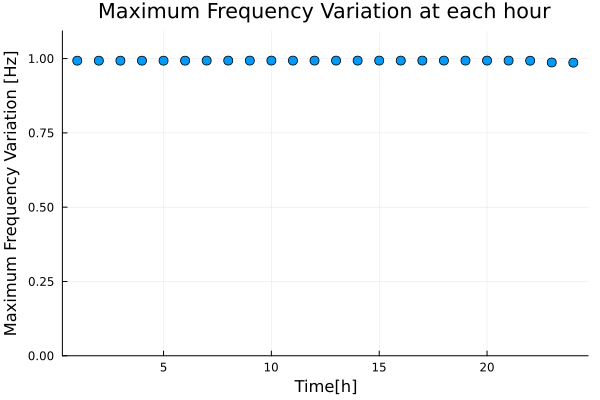 Maximum Frequency Variation at each hour
Maximum Frequency Variation [Hz]
1.00
0.75
0.50
0.25
0.00
5 10 15 20
Time[h]